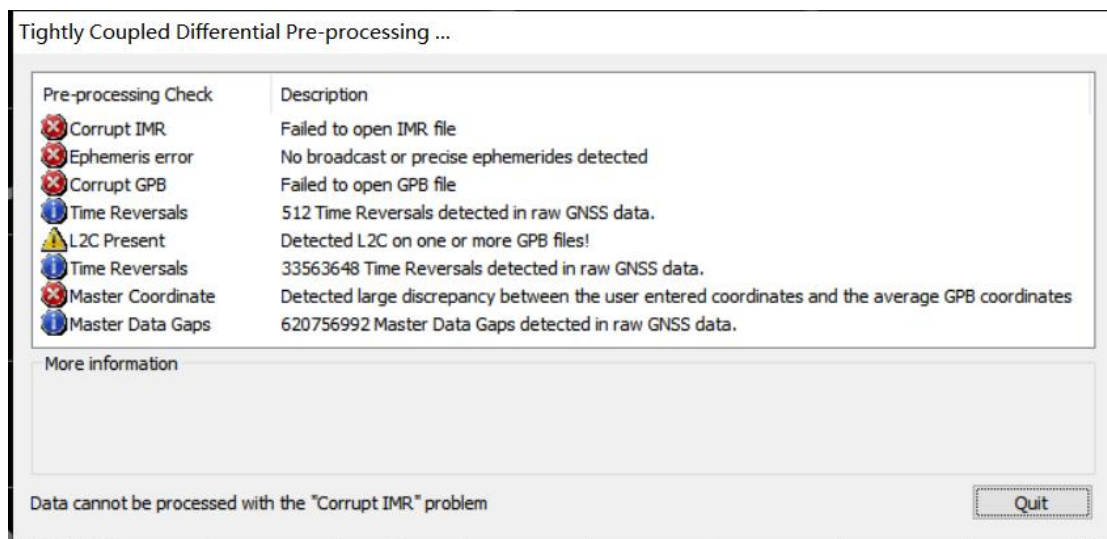 Tightly Coupled Differential Pre-processing ...
Pre-processing Check Description
Corrupt IMR Failed to open IMR file
Ephemeris error No broadcast or precise ephemerides detected
Corrupt GPB Failed to open GPB file
Time Reversals 512 Time Reversals detected in raw GNSS data.
L2C Present Detected L2C on one or more GPB files!
Time Reversals 33563648 Time Reversals detected in raw GNSS data.
Master Coordinate Detected large discrepancy between the user entered coordinates and the average GPB coordinates
Master Data Gaps 620756992 Master Data Gaps detected in raw GNSS data.
More information
Data cannot be processed with the "Corrupt IMR" problem Quit